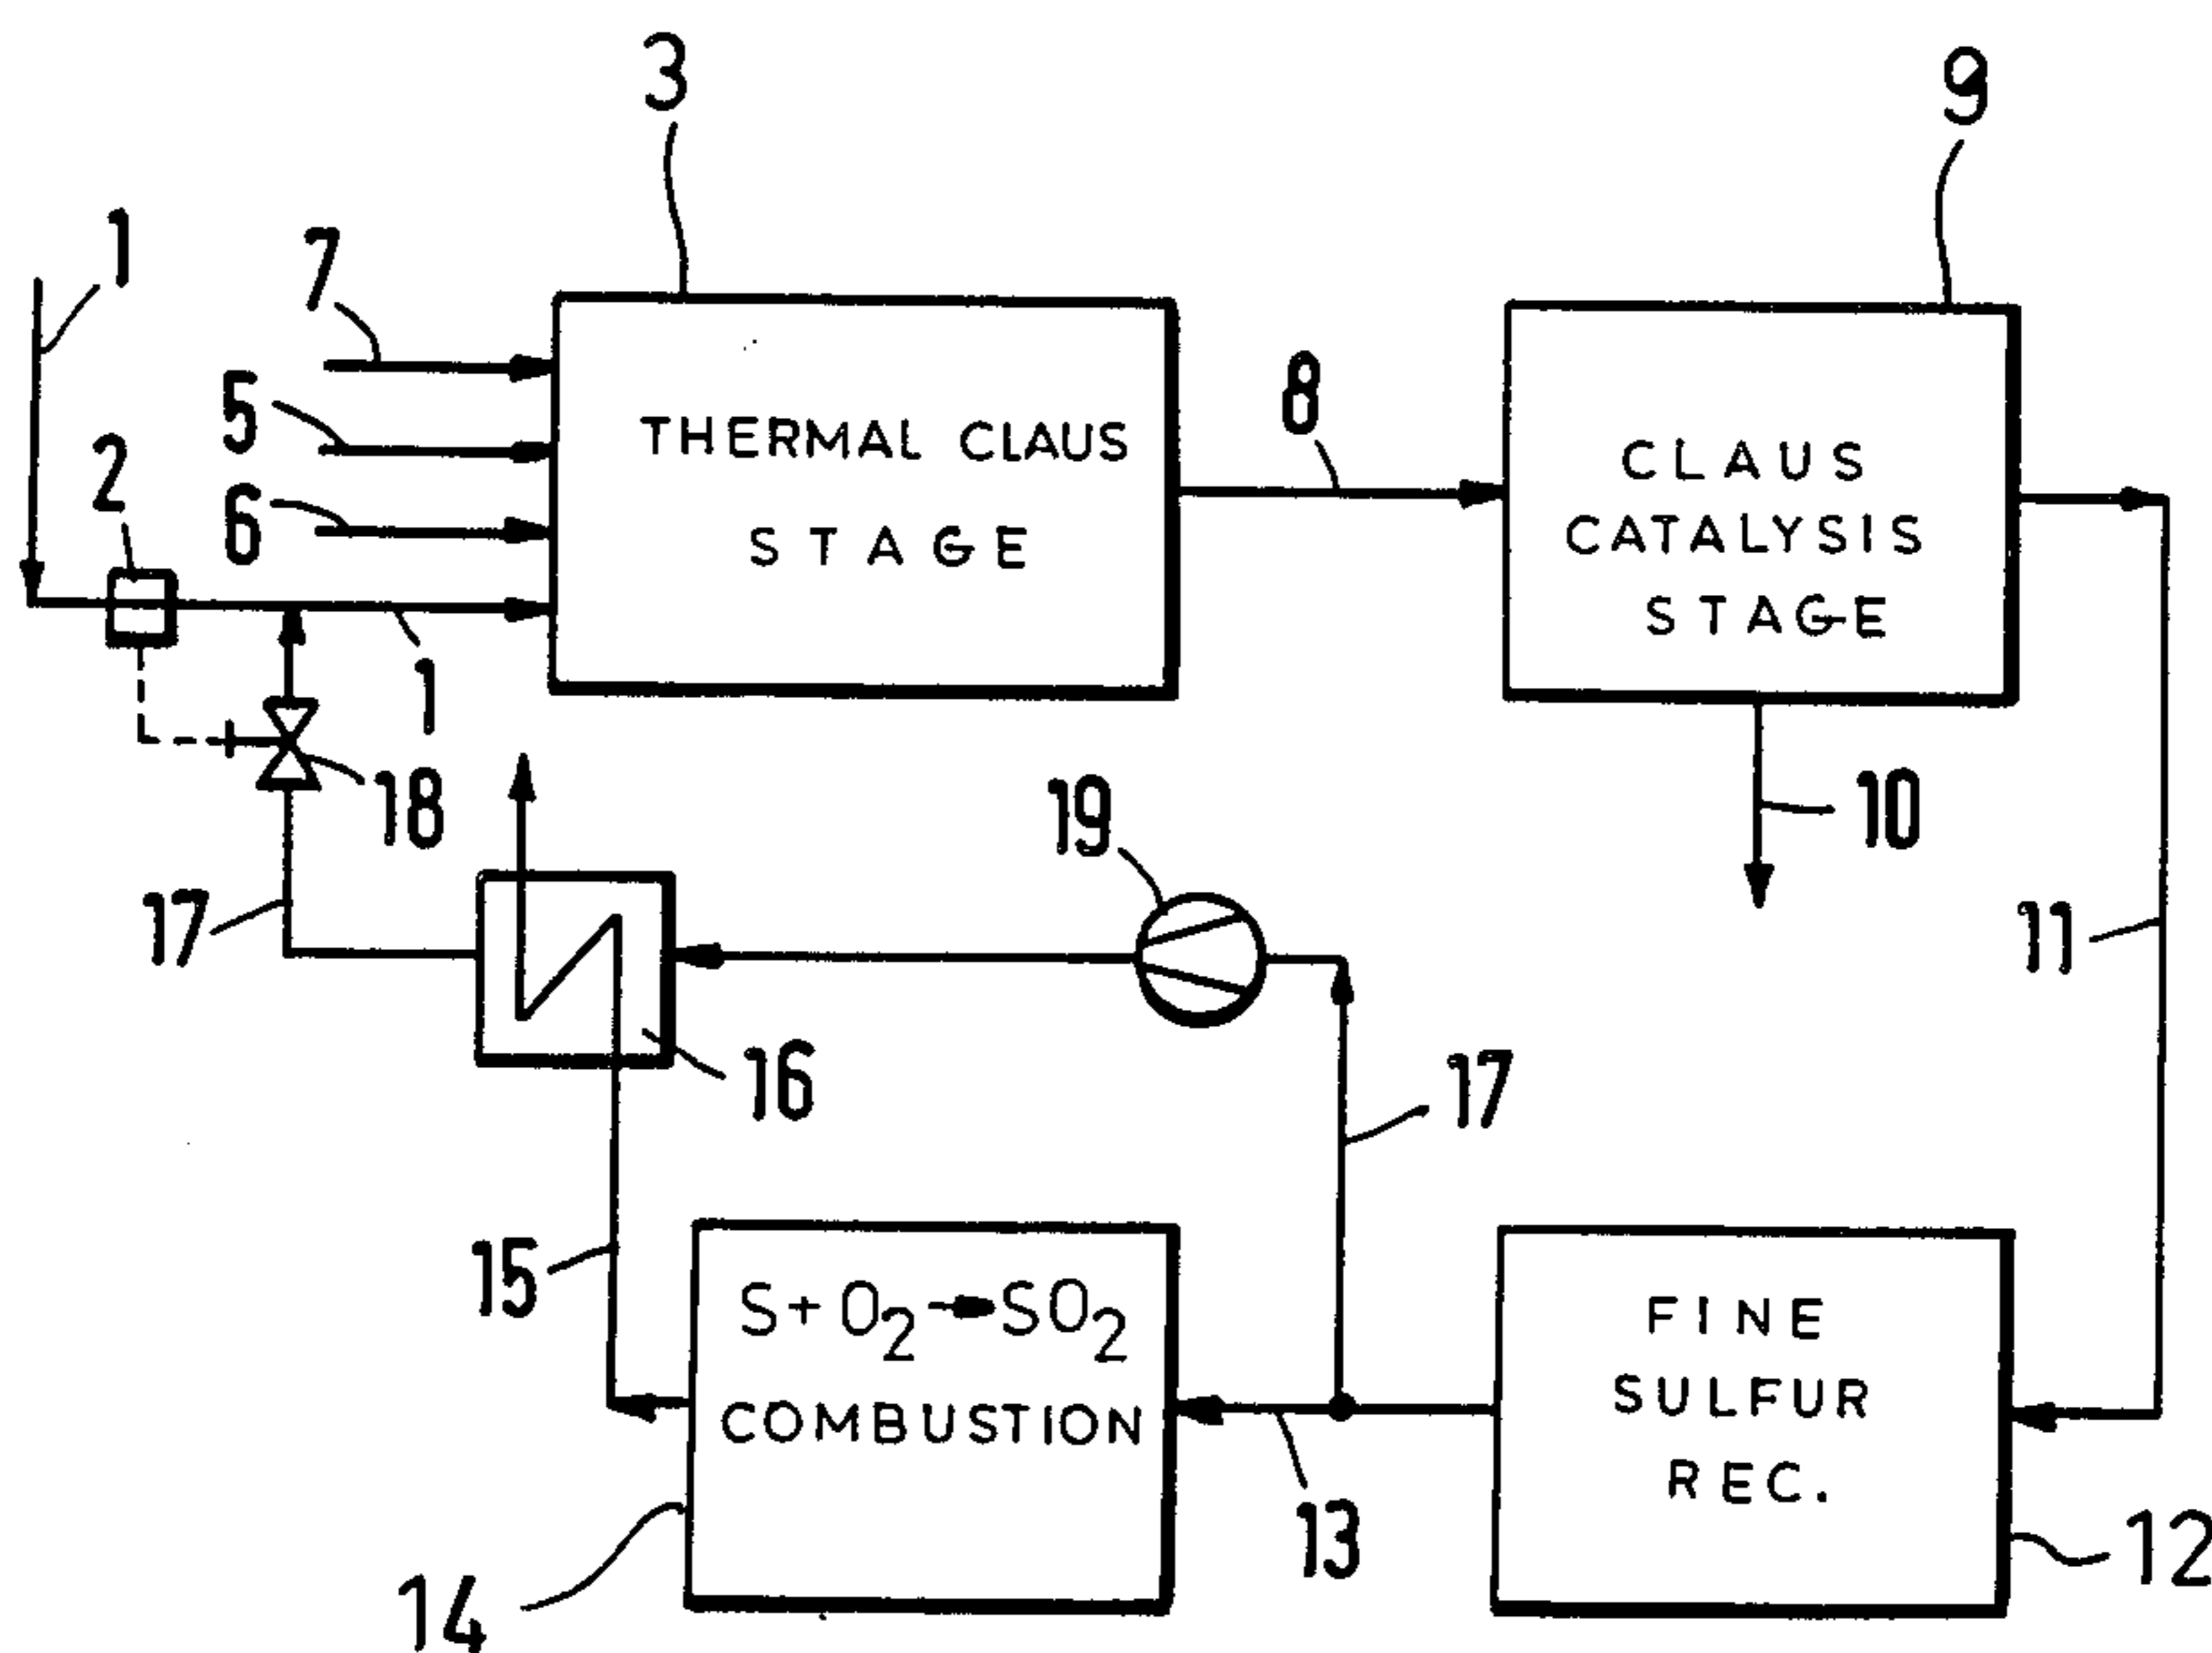 3
9
1
7
5
2
6
8
THERMAL CLAUS
STAGE
CLAUS
CATALYSIS
STAGE
1
18
10
19
17
11
16
17
15
S+O₂→SO₂
COMBUSTION
FINE
SULFUR
REC.
13
12
14